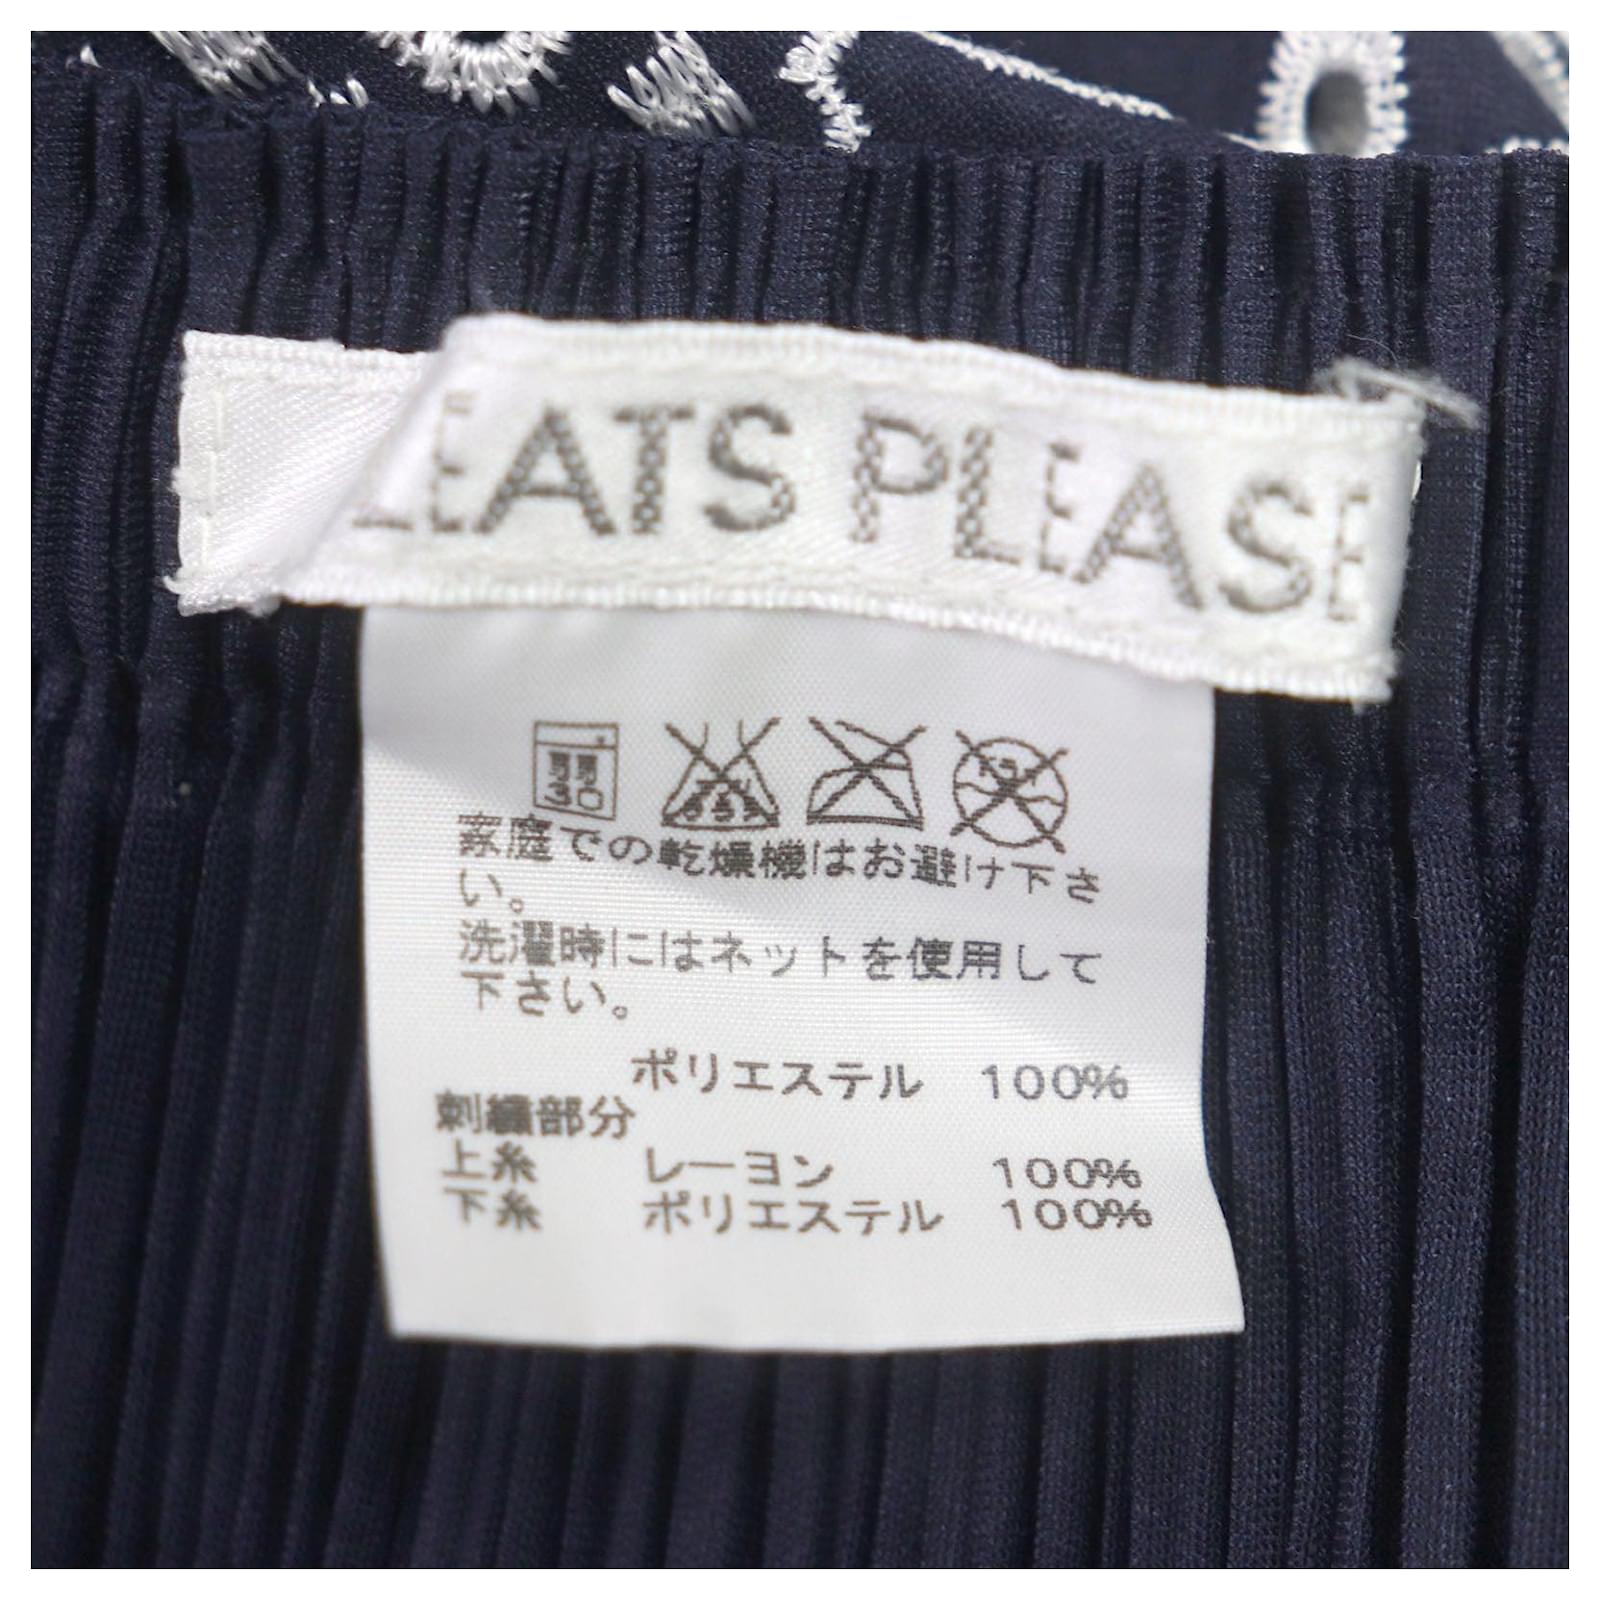 LEATS PLEASE
家庭での乾燥機はお避け下さ
い。
洗濯時にはネットを使用して
下さい。
ポリエステル 100%
刺繍部分
上糸 レーヨン 100%
下糸 ポリエステル 100%